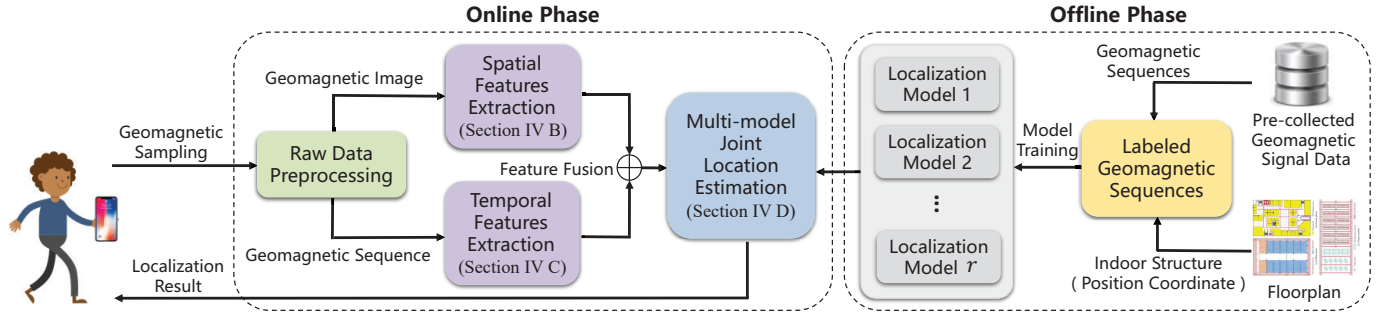 Online Phase
Offline Phase
Geomagnetic
Sampling
Localization
Result
Raw Data
Preprocessing
Geomagnetic Image
Geomagnetic Sequence
Spatial
Features
Extraction
(Section IV B)
Temporal
Features
Extraction
(Section IV C)
Feature Fusion
Multi-model
Joint
Location
Estimation
(Section IV D)
Localization
Model 1
Localization
Model 2
⋮
Localization
Model r
Model
Training
Geomagnetic
Sequences
Labeled
Geomagnetic
Sequences
Indoor Structure
( Position Coordinate )
Pre-collected
Geomagnetic
Signal Data
Floorplan